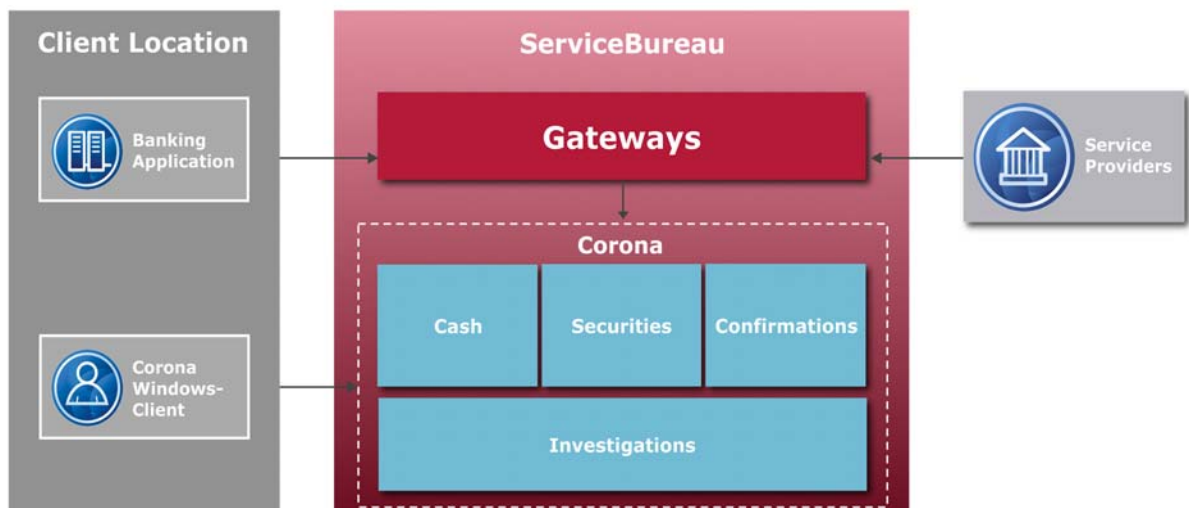 Client Location
Banking
Application
Corona
Windows-
Client
ServiceBureau
Gateways
Corona
Cash
Securities
Confirmations
Investigations
Service
Providers